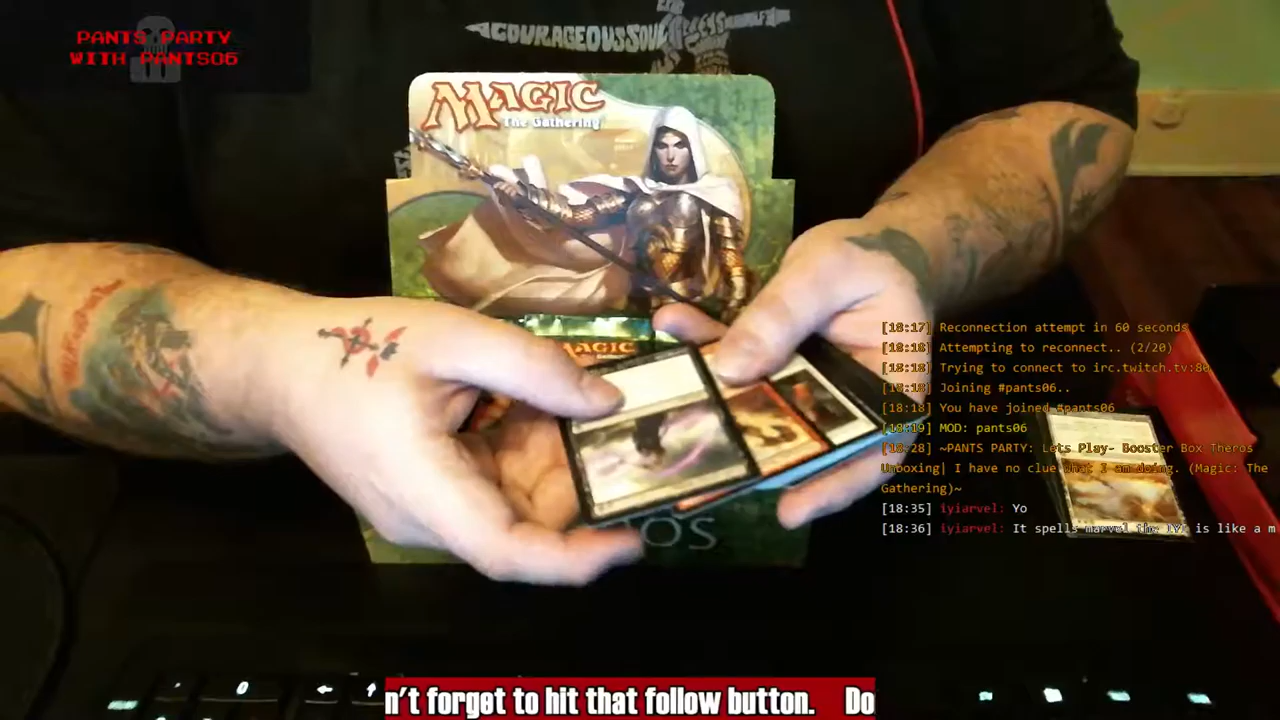 PANTS PARTY
WITH PANTS06
COURAGEOUSSOUL
MAGIC
The Gathering
MAGIC
OS
[18:17] Reconnection attempt in 60 seconds
[18:18] Attempting to reconnect.. (2/20)
[18:18] Trying to connect to irc.twitch.tv:80
[18:18] Joining #pants06..
[18:18] You have joined #pants06
[18:19] MOD: pants06
[18:28] ~PANTS PARTY: Lets Play- Booster Box Theros
Unboxing| I have no clue what I am doing. (Magic: The
Gathering)~
[18:35] iyiarvel: Yo
[18:36] iyiarvel: It spells marvel the IYI is like a m
n't forget to hit that follow button. Do